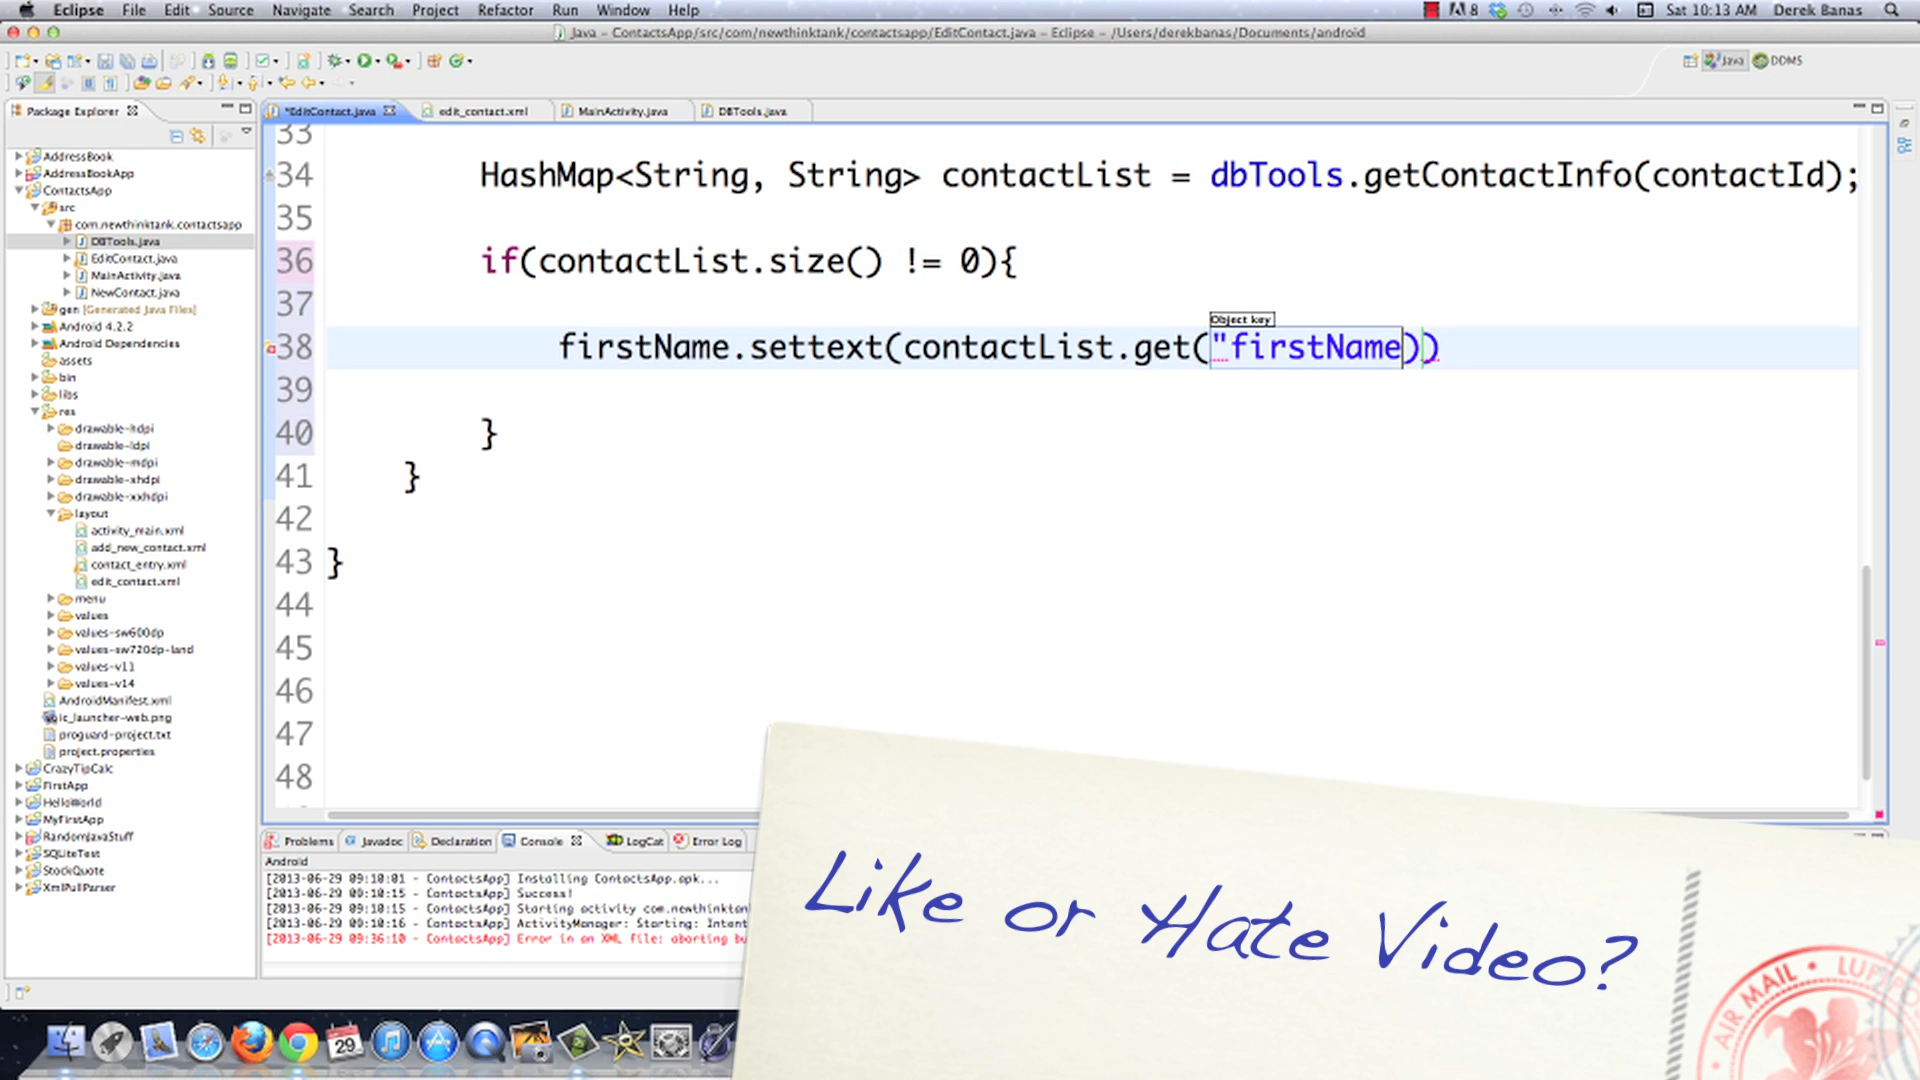 Eclipse File Edit Source Navigate Search Project Refactor Run Window Help 8 Sat 10:13 AM Derek Banas
Java – ContactsApp/src/com/newthinktank/contactsapp/EditContact.java – Eclipse – /Users/derekbanas/Documents/android
Java DDMS
Package Explorer
*EditContact.java edit_contact.xml MainActivity.java DBTools.java
AddressBook
AddressBookApp
ContactsApp
src
com.newthinktank.contactsapp
DBTools.java
EditContact.java
MainActivity.java
NewContact.java
gen [Generated Java Files]
Android 4.2.2
Android Dependencies
assets
bin
libs
res
drawable-hdpi
drawable-ldpi
drawable-mdpi
drawable-xhdpi
drawable-xxhdpi
layout
activity_main.xml
add_new_contact.xml
contact_entry.xml
edit_contact.xml
menu
values
values-sw600dp
values-sw720dp-land
values-v11
values-v14
AndroidManifest.xml
ic_launcher-web.png
proguard-project.txt
project.properties
CrazyTipCalc
FirstApp
HelloWorld
MyFirstApp
RandomJavaStuff
SQLiteTest
StockQuote
XmlPullParser
33
34 HashMap<String, String> contactList = dbTools.getContactInfo(contactId);
35
36 if(contactList.size() != 0){
37
Object key
38 firstName.settext(contactList.get("firstName))
39
40 }
41 }
42
43 }
44
45
46
47
48
Problems Javadoc Declaration Console LogCat Error Log
Android
[2013-06-29 09:10:01 - ContactsApp] Installing ContactsApp.apk...
[2013-06-29 09:10:15 - ContactsApp] Success!
[2013-06-29 09:10:15 - ContactsApp] Starting activity com.newthinktan
[2013-06-29 09:10:16 - ContactsApp] ActivityManager: Starting: Intent
[2013-06-29 09:36:10 - ContactsApp] Error in an XML file: aborting bu
Like or Hate Video?
AIR MAIL • LUF
29